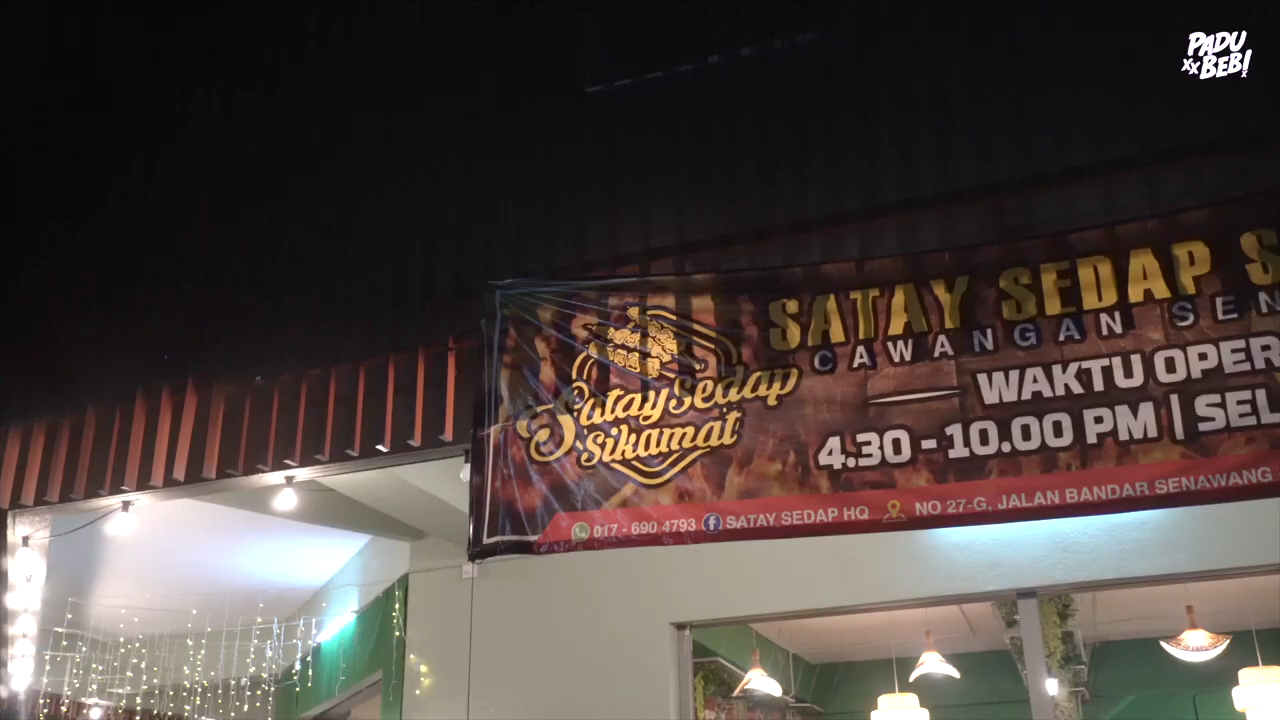 PADU
BEBI
SATAY SEDAP S
CAWANGAN SEN
WAKTU OPER
4.30 - 10.00 PM | SEL
Satay Sedap
Sikamat
017 - 690 4793 SATAY SEDAP HQ NO 27-G, JALAN BANDAR SENAWANG